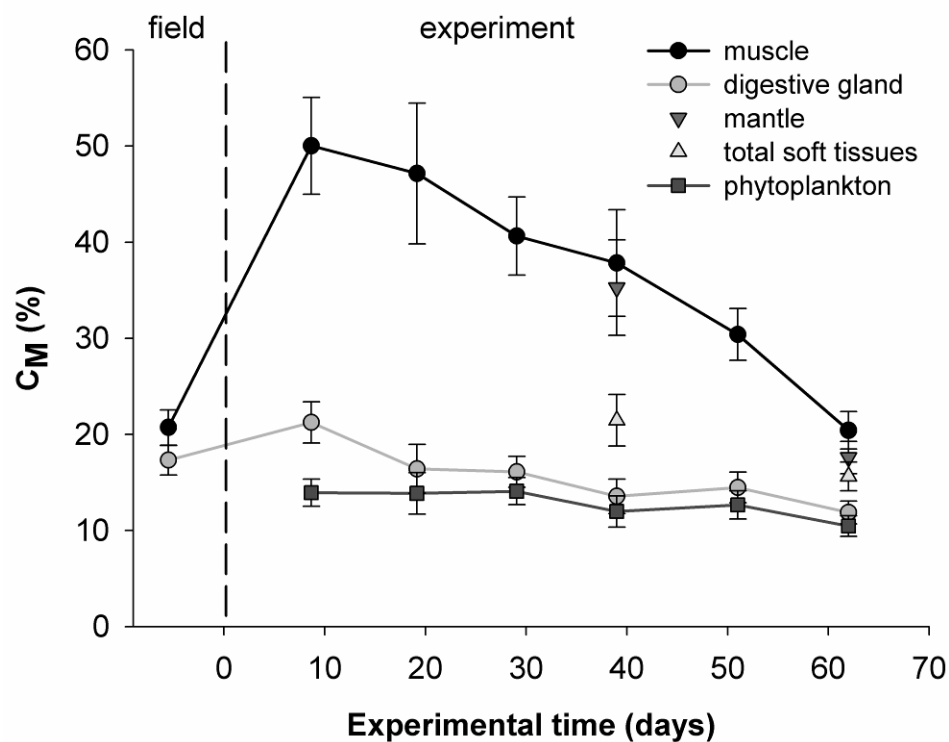 field experiment
60
50
40
30
20
10
0
C_M (%)
muscle
digestive gland
mantle
total soft tissues
phytoplankton
0 10 20 30 40 50 60 70
Experimental time (days)